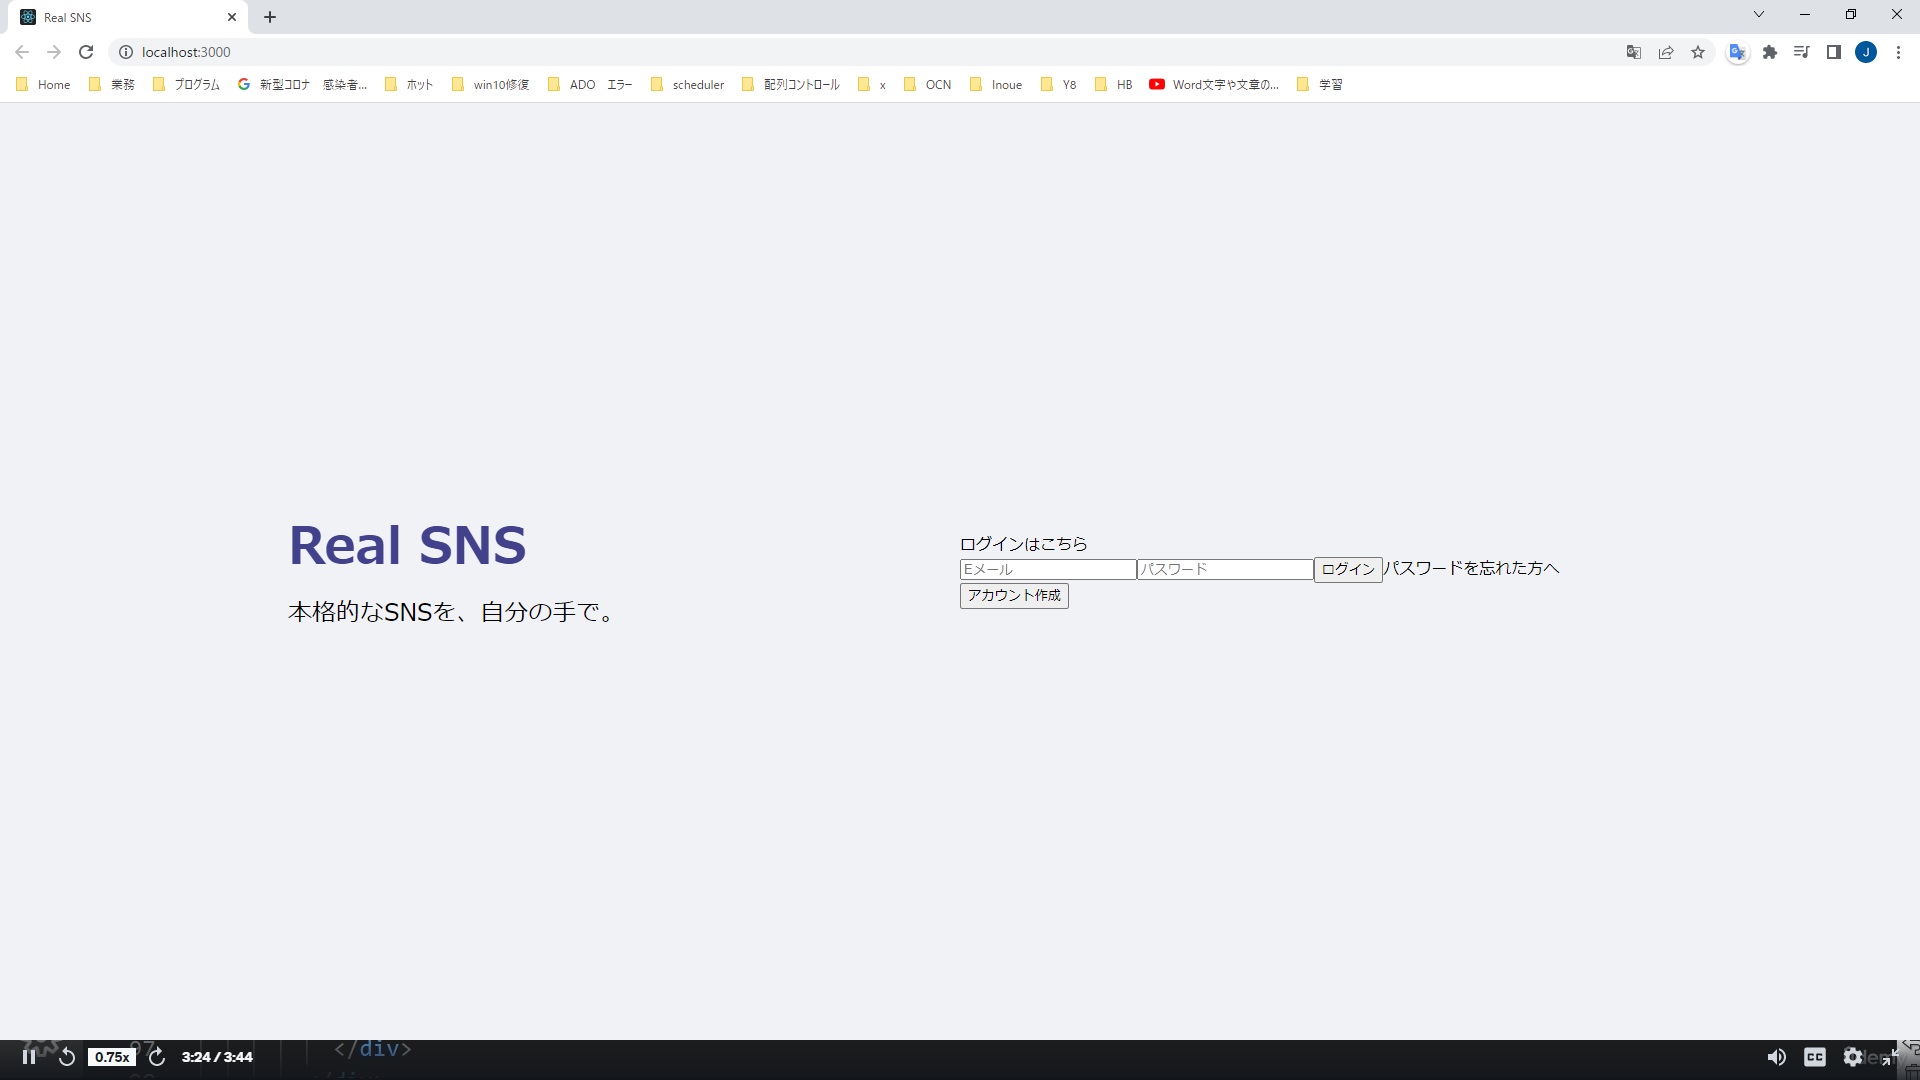 Real SNS
localhost:3000
J
Home 業務 プログラム 新型コロナ 感染者... ホット win10修復 ADO エラー scheduler 配列コントロール x OCN Inoue Y8 HB Word文字や文章の... 学習
Real SNS
本格的なSNSを、自分の手で。
ログインはこちら
Eメール パスワード ログイン パスワードを忘れた方へ
アカウント作成
97 </div>
0.75x 3:24 / 3:44 CC